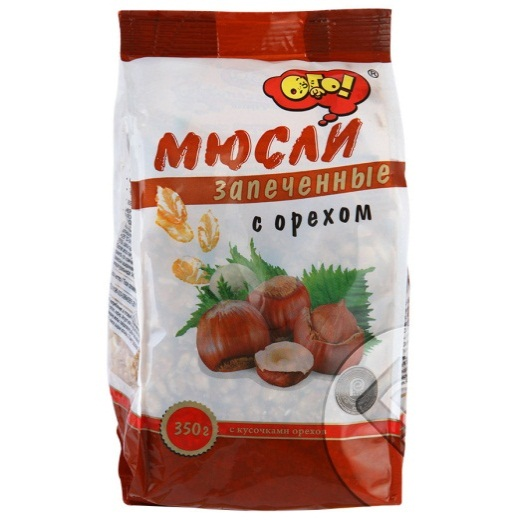 ОГО!
®
МЮСЛИ
запеченные
с орехом
350г
с кусочками орехов